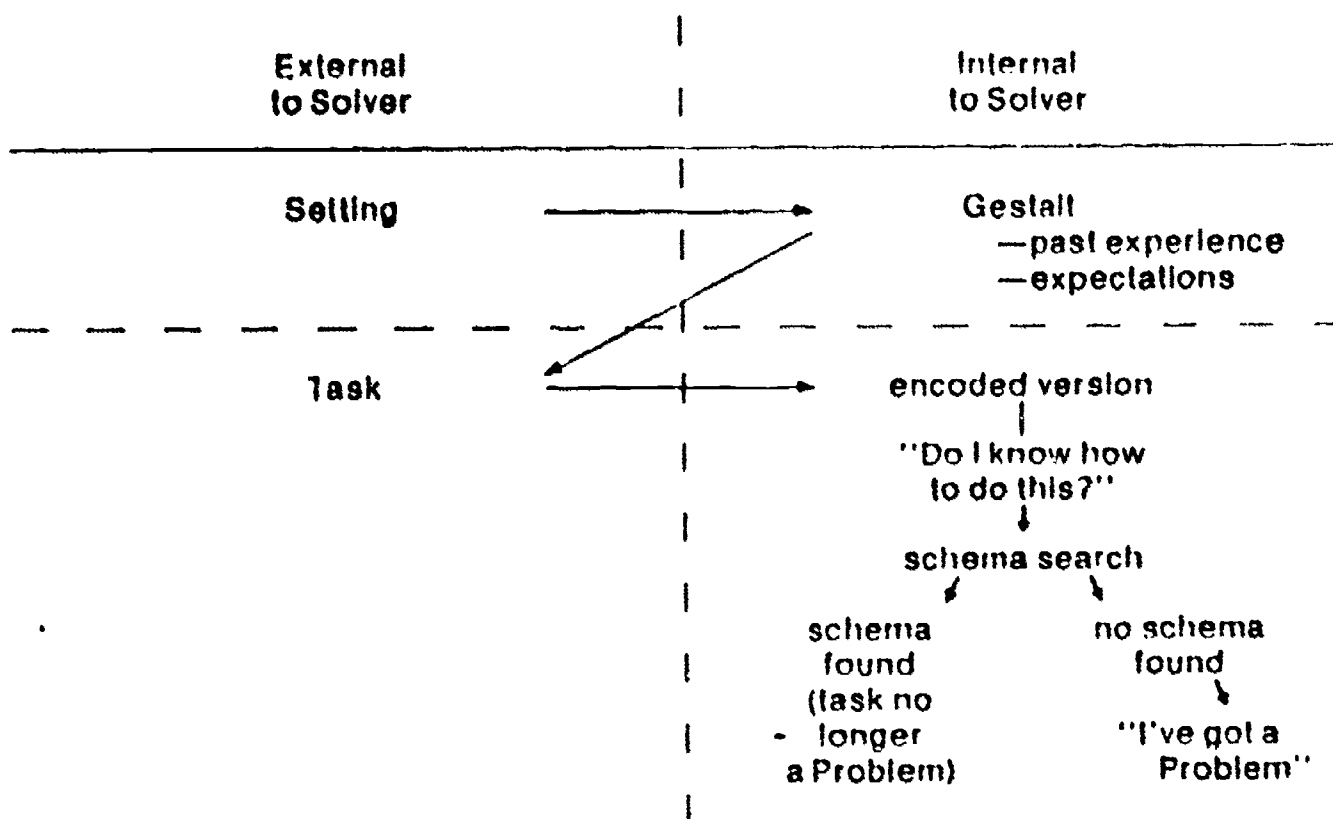 External
to Solver
Internal
to Solver
Setting
Gestalt
—past experience
—expectations
Task
encoded version
"Do I know how
to do this?"
schema search
schema
found
(task no
longer
a Problem)
no schema
found
"I've got a
Problem"